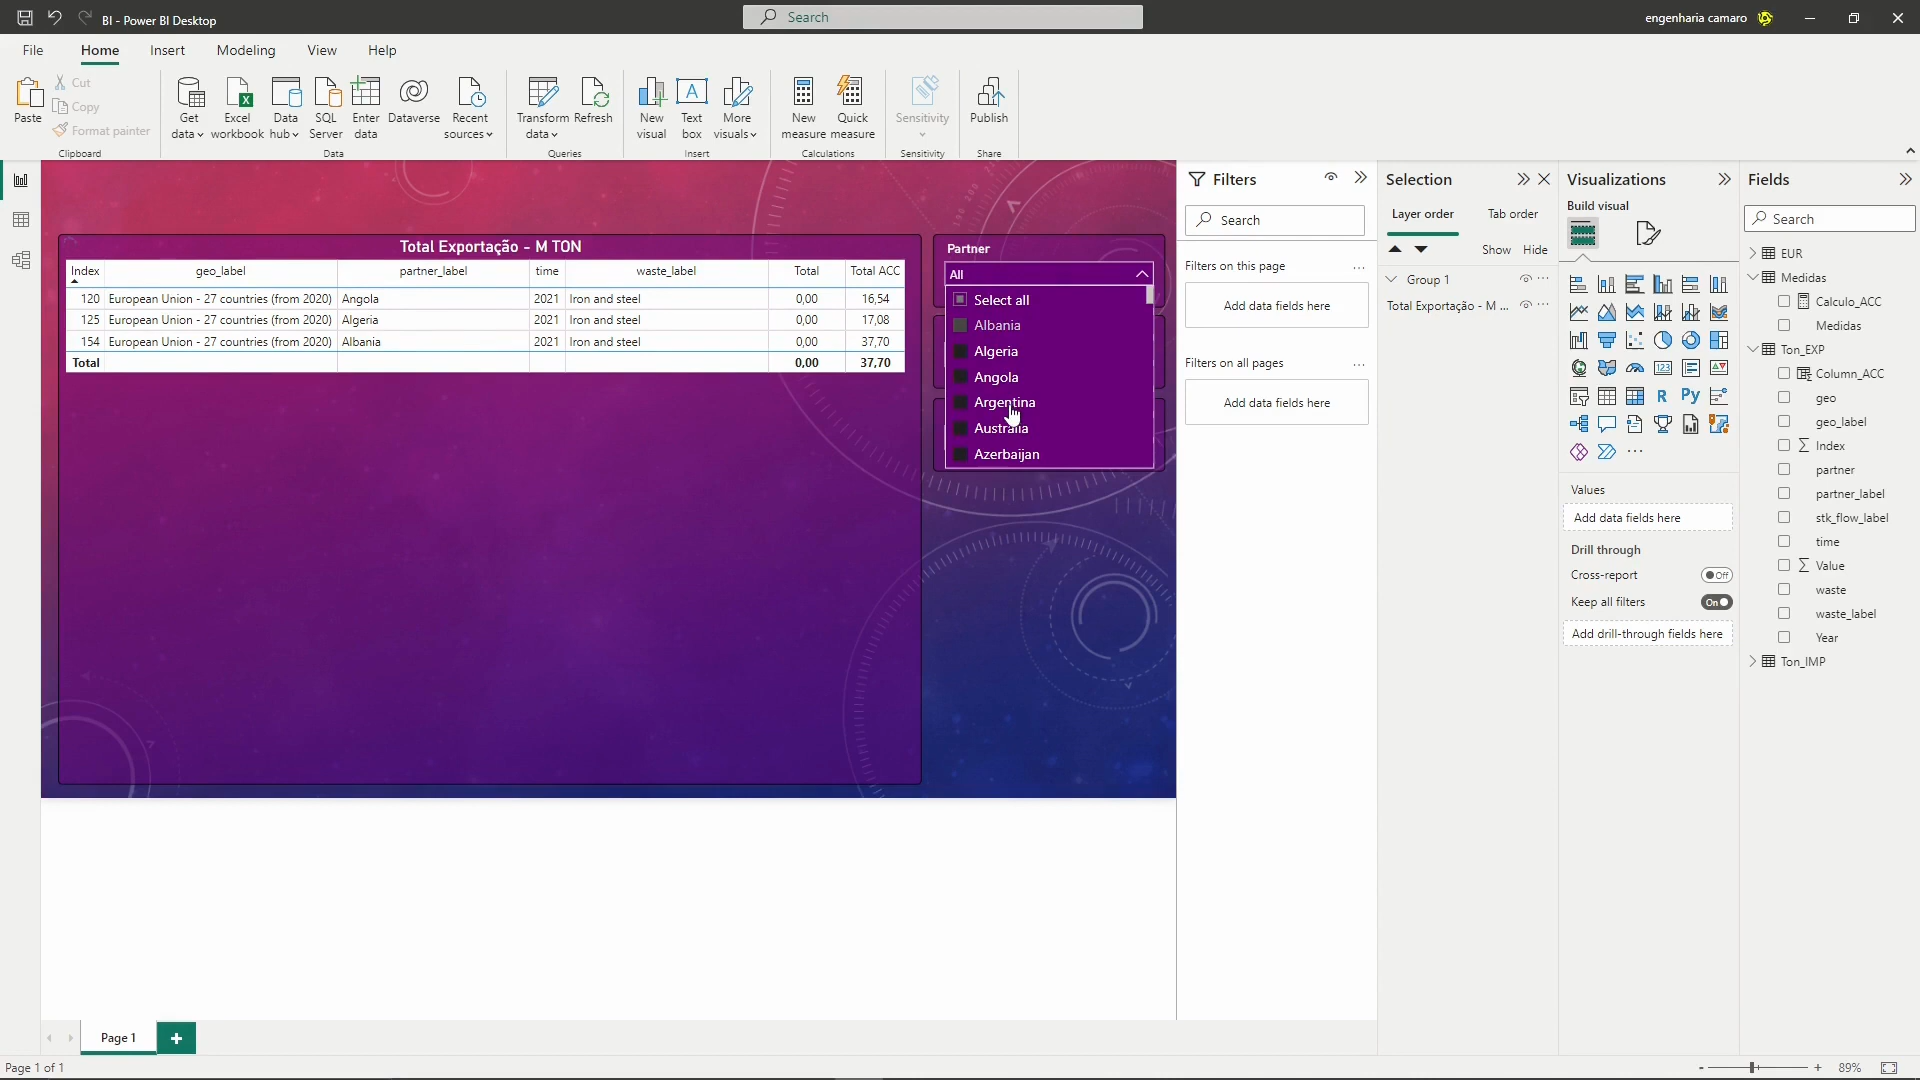 BI - Power BI Desktop
Search
engenharia camaro
File
Home
Insert
Modeling
View
Help
Paste
Cut
Copy
Format painter
Clipboard
Get data
Excel workbook
Data hub
SQL Server
Enter data
Dataverse
Recent sources
Data
Transform data
Refresh
Queries
New visual
Text box
More visuals
Insert
New measure
Quick measure
Calculations
Sensitivity
Sensitivity
Publish
Share
Total Exportação - M TON
Index geo_label partner_label time waste_label Total Total ACC
120 European Union - 27 countries (from 2020) Angola 2021 Iron and steel 0,00 16,54
125 European Union - 27 countries (from 2020) Algeria 2021 Iron and steel 0,00 17,08
154 European Union - 27 countries (from 2020) Albania 2021 Iron and steel 0,00 37,70
Total 0,00 37,70
Partner
All
Select all
Albania
Algeria
Angola
Argentina
Australia
Azerbaijan
Filters
Search
Filters on this page
Add data fields here
Filters on all pages
Add data fields here
Selection
Layer order
Tab order
Show
Hide
Group 1
Total Exportação - M ...
Visualizations
Build visual
123
R
Py
Values
Add data fields here
Drill through
Cross-report
Off
Keep all filters
On
Add drill-through fields here
Fields
Search
EUR
Medidas
Calculo_ACC
Medidas
Ton_EXP
Column_ACC
geo
geo_label
Index
partner
partner_label
stk_flow_label
time
Value
waste
waste_label
Year
Ton_IMP
Page 1
Page 1 of 1
89%